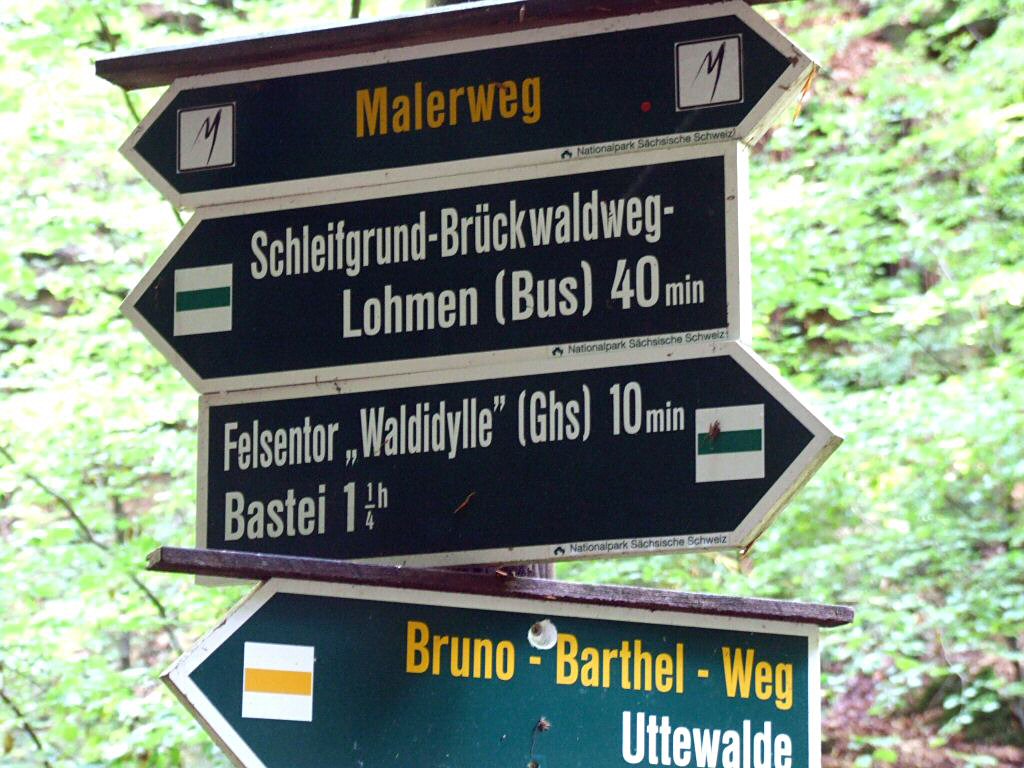 Malerweg
Nationalpark Sächsische Schweiz
Schleifgrund-Brückwaldweg-
Lohmen (Bus) 40 min
Nationalpark Sächsische Schweiz
Felsentor „Waldidylle” (Ghs) 10 min
Bastei 1 1/4 h
Nationalpark Sächsische Schweiz
Bruno - Barthel - Weg
Uttewalde